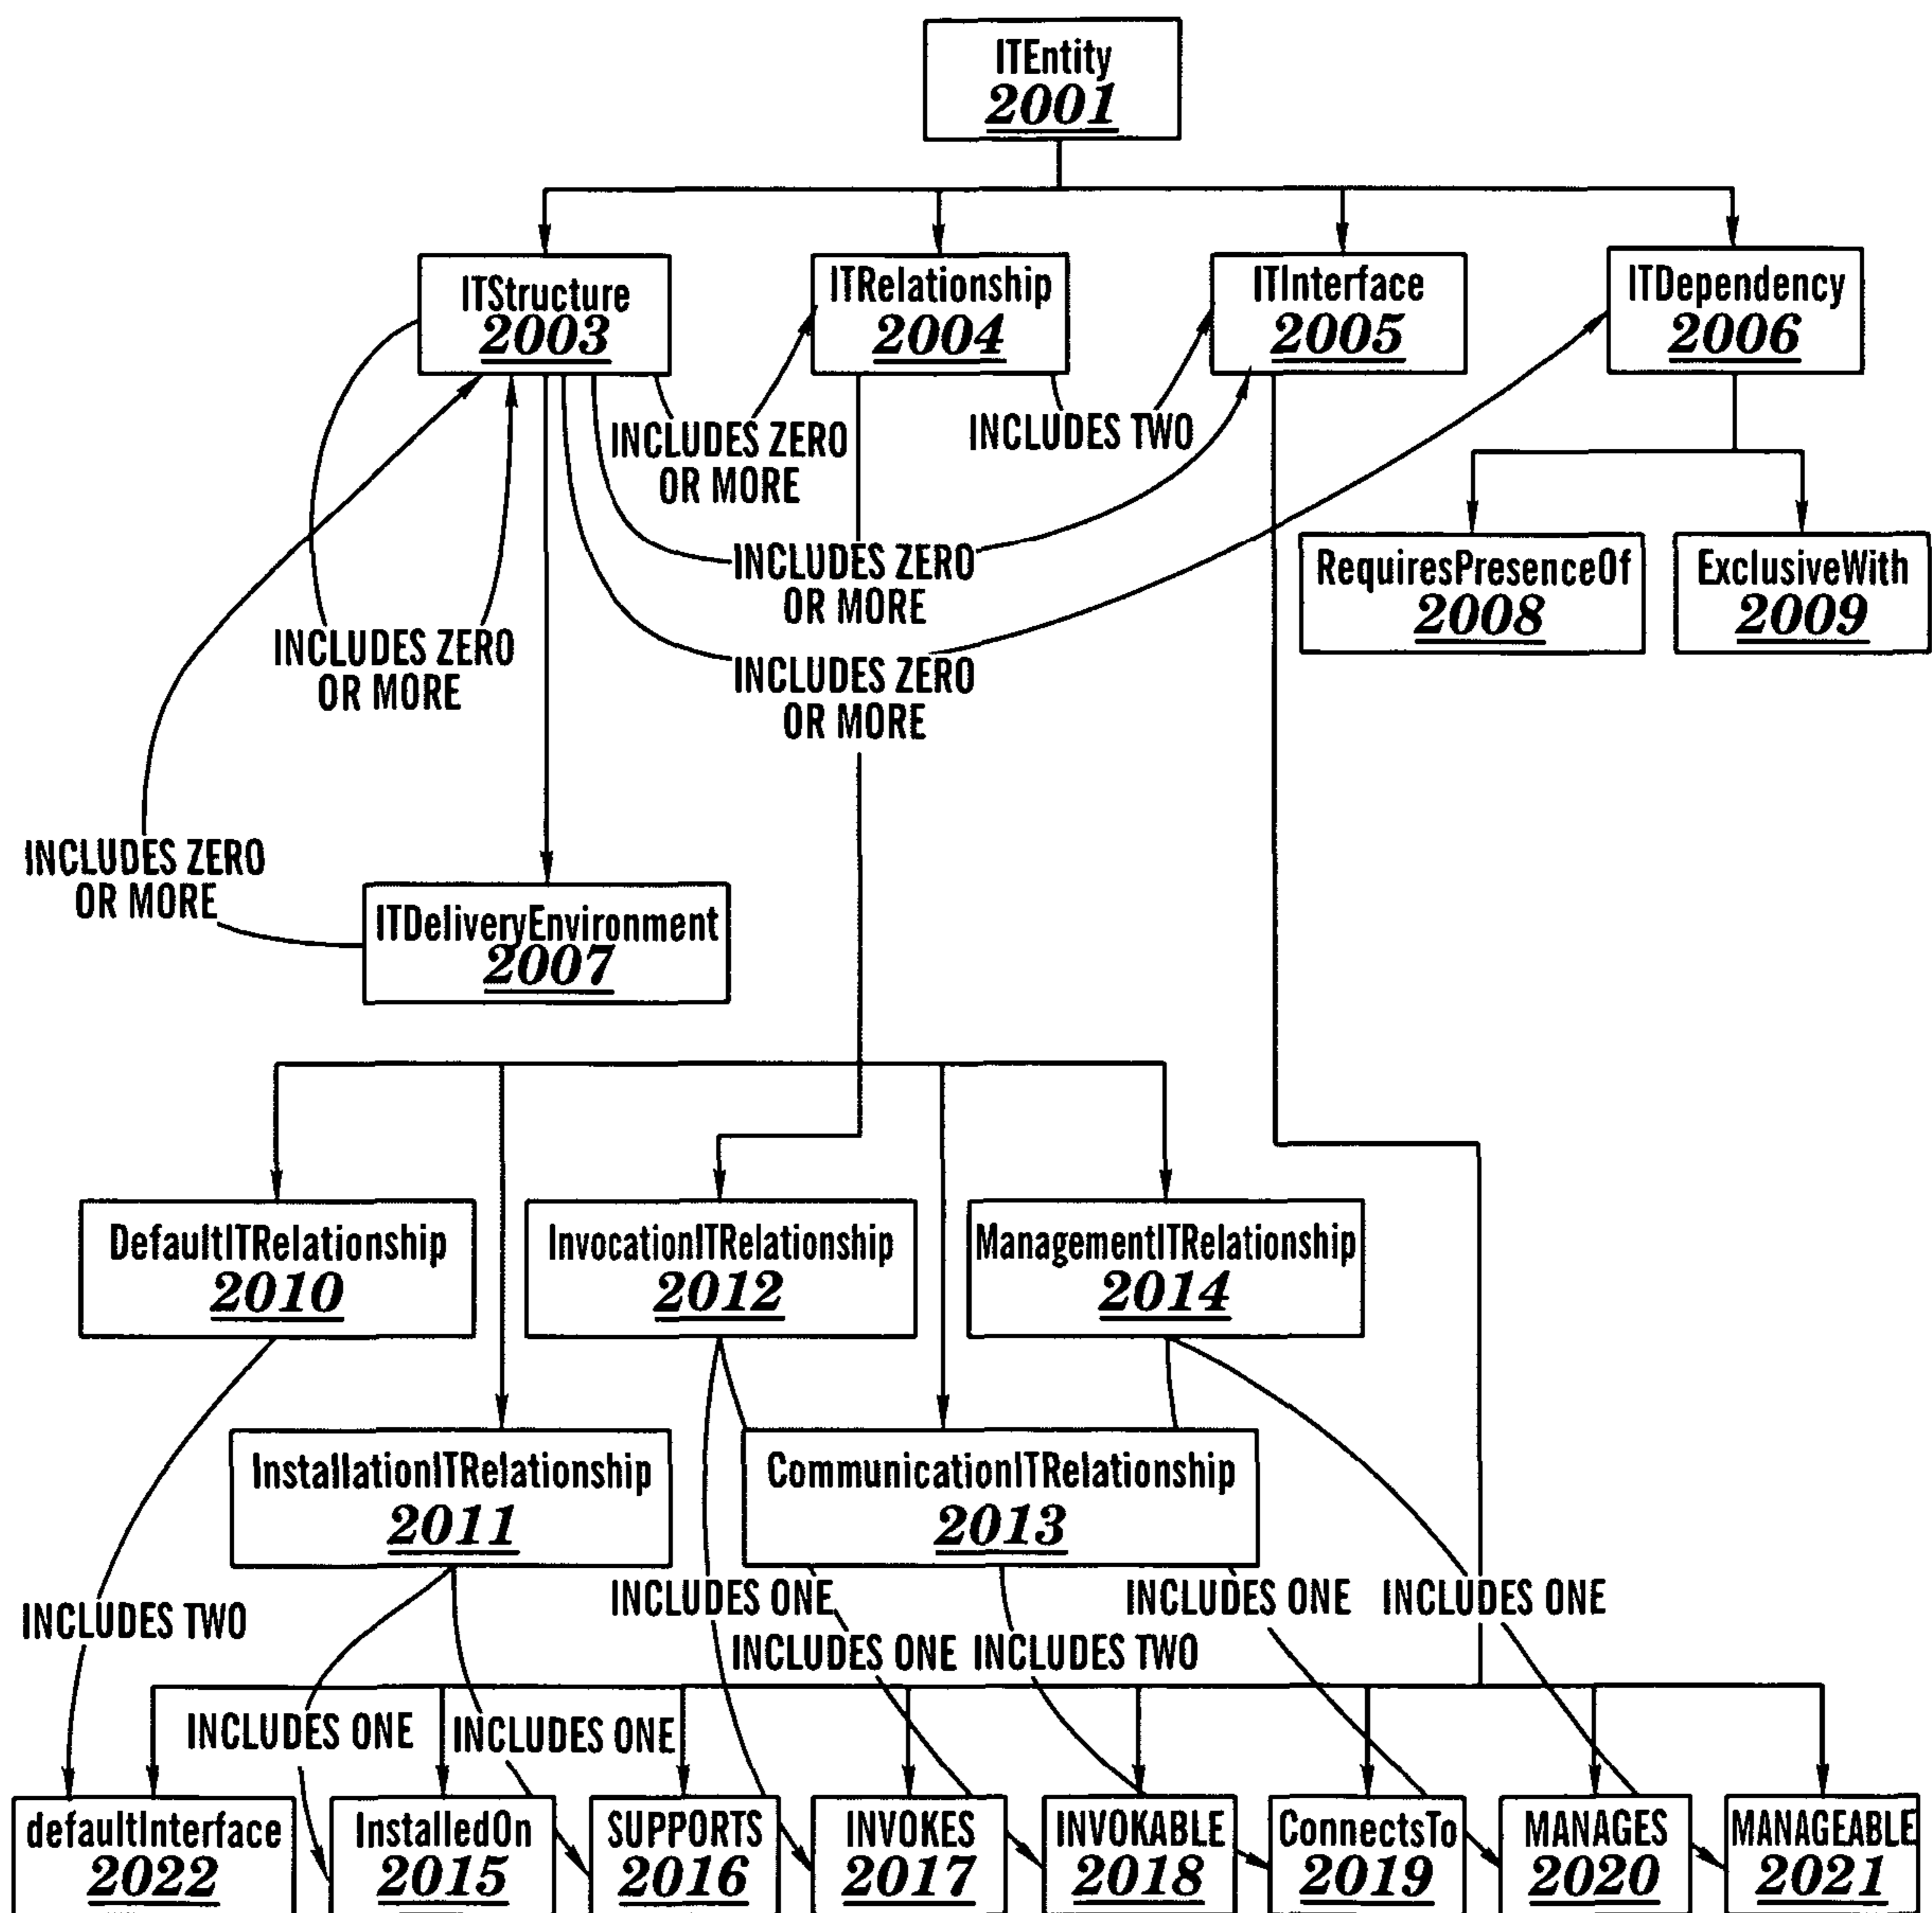 ITEntity
2001
ITStructure
2003
ITRelationship
2004
ITInterface
2005
ITDependency
2006
INCLUDES ZERO
OR MORE
INCLUDES TWO
INCLUDES ZERO
OR MORE
RequiresPresenceOf
2008
ExclusiveWith
2009
INCLUDES ZERO
OR MORE
INCLUDES ZERO
OR MORE
INCLUDES ZERO
OR MORE
ITDeliveryEnvironment
2007
DefaultITRelationship
2010
InvocationITRelationship
2012
ManagementITRelationship
2014
InstallationITRelationship
2011
CommunicationITRelationship
2013
INCLUDES TWO
INCLUDES ONE
INCLUDES ONE
INCLUDES TWO
INCLUDES ONE
INCLUDES ONE
INCLUDES ONE
INCLUDES ONE
defaultInterface
2022
InstalledOn
2015
SUPPORTS
2016
INVOKES
2017
INVOKABLE
2018
ConnectsTo
2019
MANAGES
2020
MANAGEABLE
2021